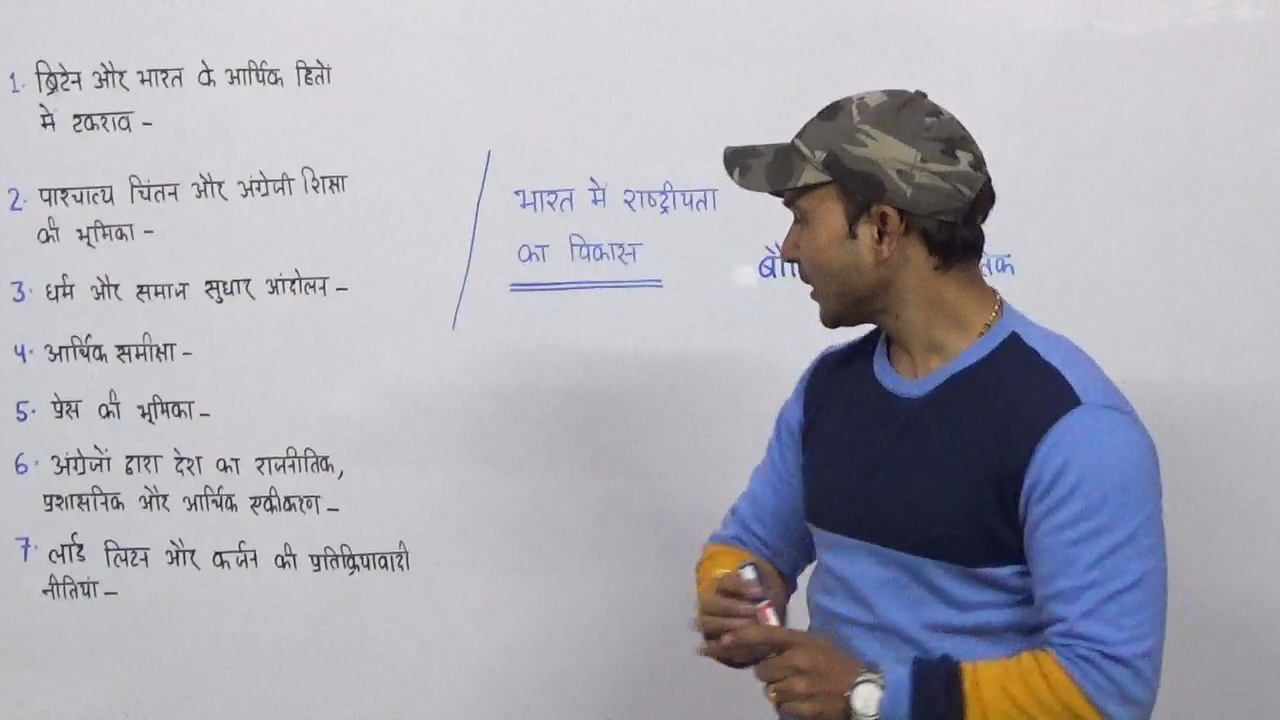 1. ब्रिटेन और भारत के आर्थिक हितों
में टकराव -
2. पाश्चात्य चिंतन और अंग्रेजी शिक्षा
की भूमिका -
3. धर्म और समाज सुधार आंदोलन -
4. आर्थिक समीक्षा -
5. प्रेस की भूमिका -
6. अंग्रेजों द्वारा देश का राजनीतिक,
प्रशासनिक और आर्थिक एकीकरण -
7. लार्ड लिटन और कर्जन की प्रतिक्रियावादी
नीतियां -
भारत में राष्ट्रीयता
का विकास